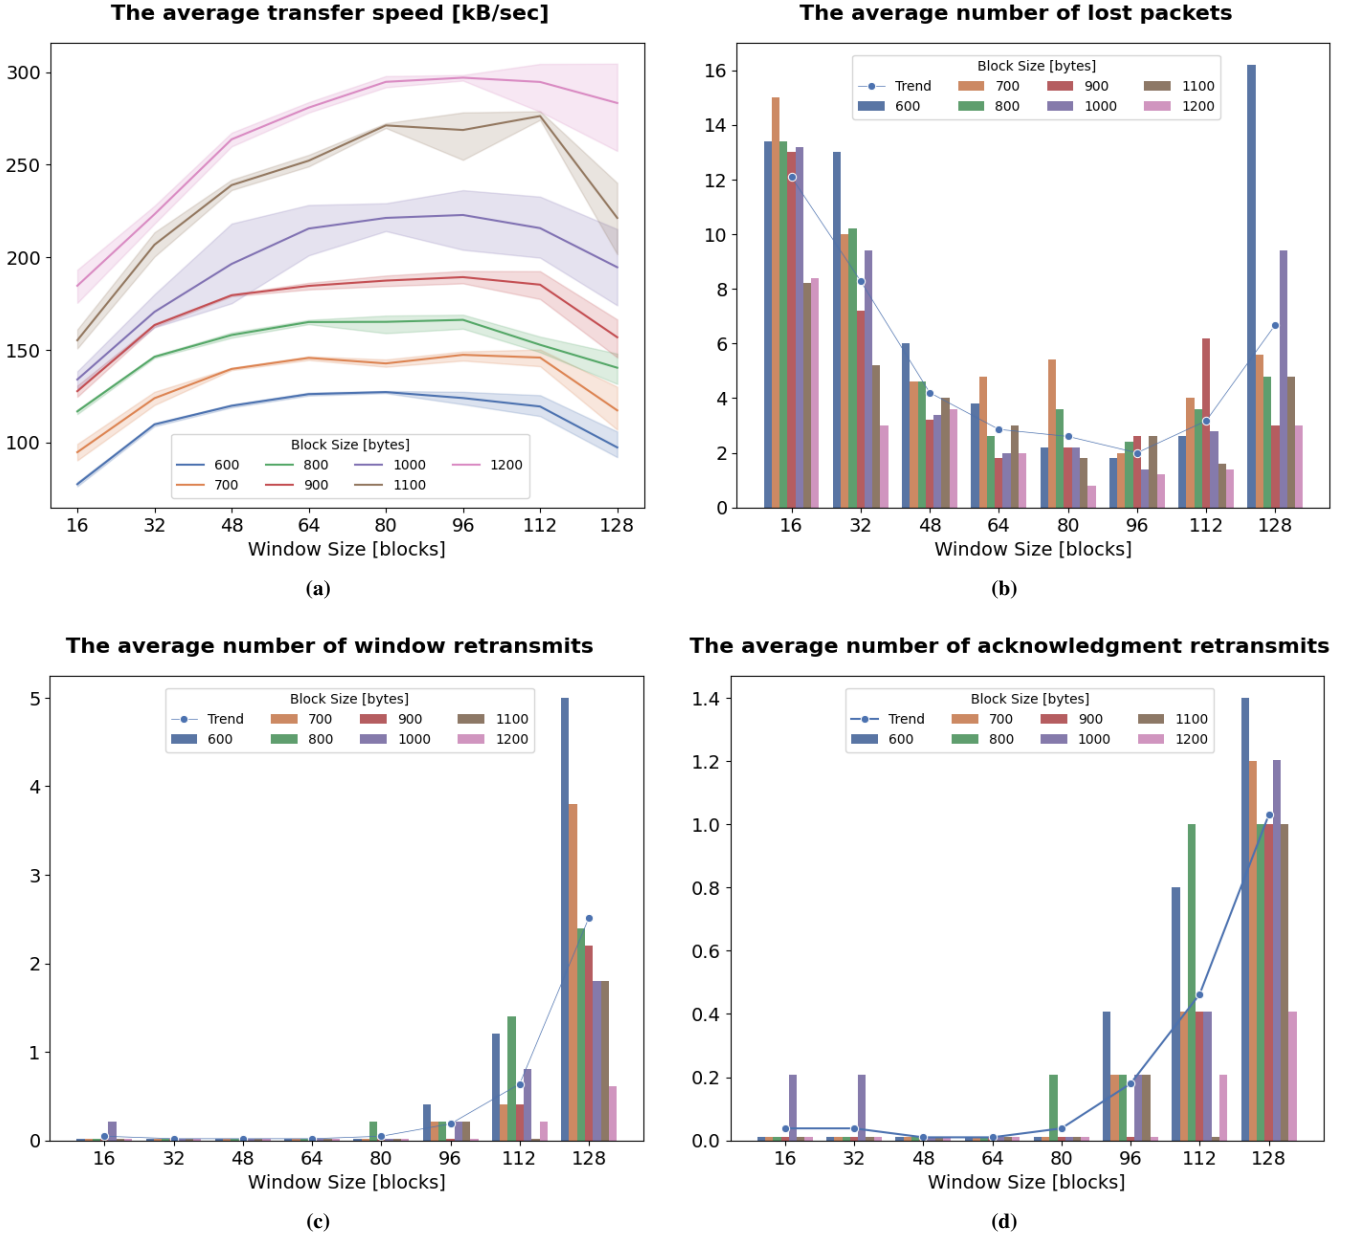 The average transfer speed [kB/sec]
300
250
200
150
100
Block Size [bytes]
600 800 1000 1200
700 900 1100
16 32 48 64 80 96 112 128
Window Size [blocks]
(a)
The average number of lost packets
16
14
12
10
8
6
4
2
0
Block Size [bytes]
Trend 700 900 1100
600 800 1000 1200
16 32 48 64 80 96 112 128
Window Size [blocks]
(b)
The average number of window retransmits
5
4
3
2
1
0
Block Size [bytes]
Trend 700 900 1100
600 800 1000 1200
16 32 48 64 80 96 112 128
Window Size [blocks]
(c)
The average number of acknowledgment retransmits
1.4
1.2
1.0
0.8
0.6
0.4
0.2
0.0
Block Size [bytes]
Trend 700 900 1100
600 800 1000 1200
16 32 48 64 80 96 112 128
Window Size [blocks]
(d)